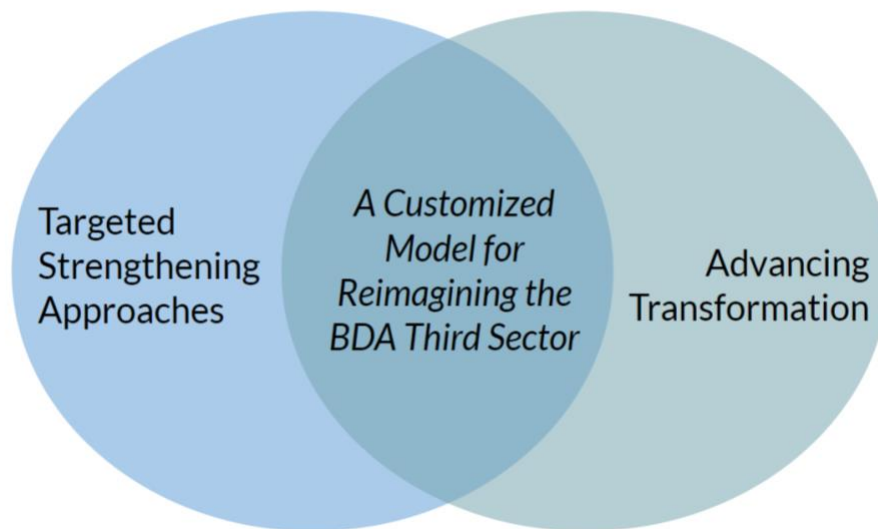 Targeted
Strengthening
Approaches
A Customized
Model for
Reimagining the
BDA Third Sector
Advancing
Transformation